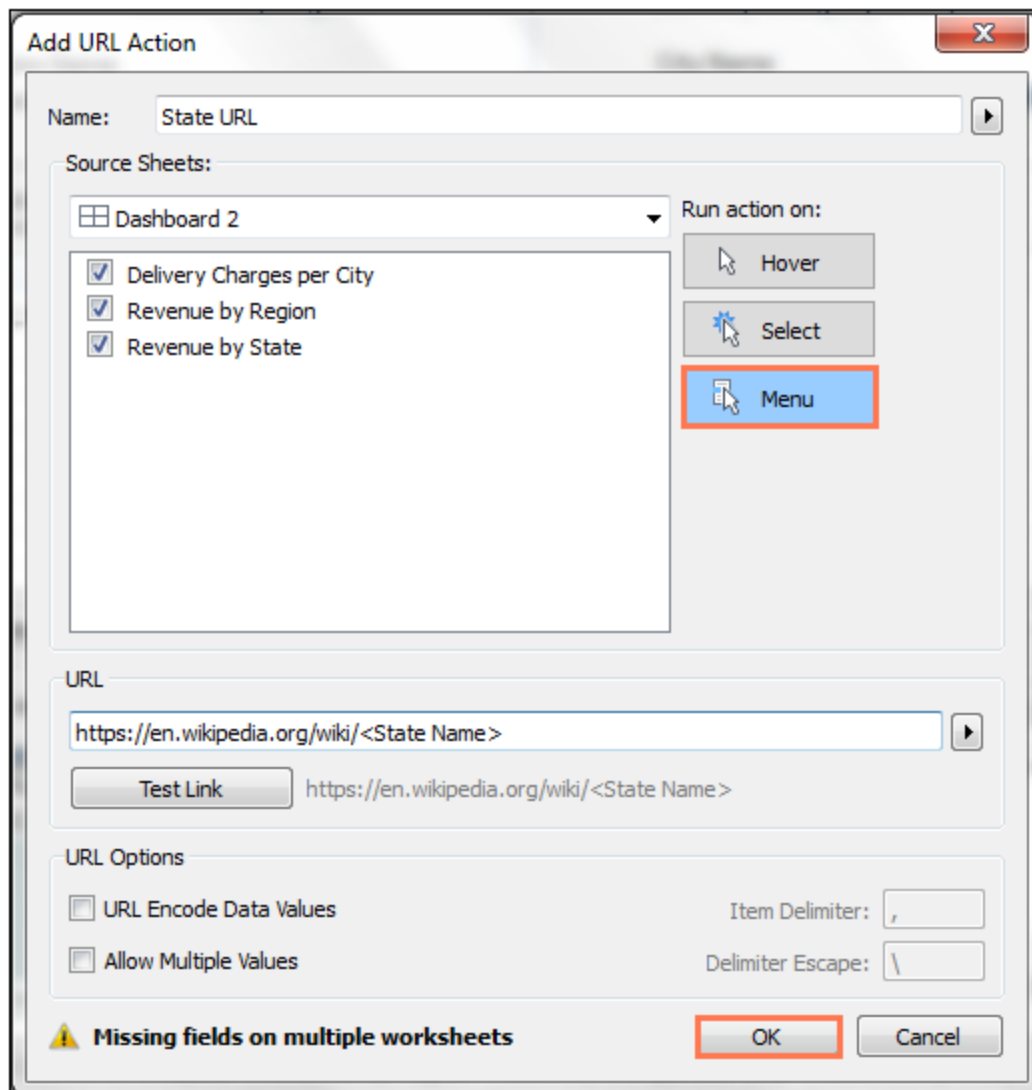 Add URL Action
Name: State URL
Source Sheets:
Dashboard 2
Run action on:
Delivery Charges per City
Revenue by Region
Revenue by State
Hover
Select
Menu
URL
https://en.wikipedia.org/wiki/<State Name>
Test Link https://en.wikipedia.org/wiki/<State Name>
URL Options
URL Encode Data Values Item Delimiter: ,
Allow Multiple Values Delimiter Escape: \
Missing fields on multiple worksheets OK Cancel